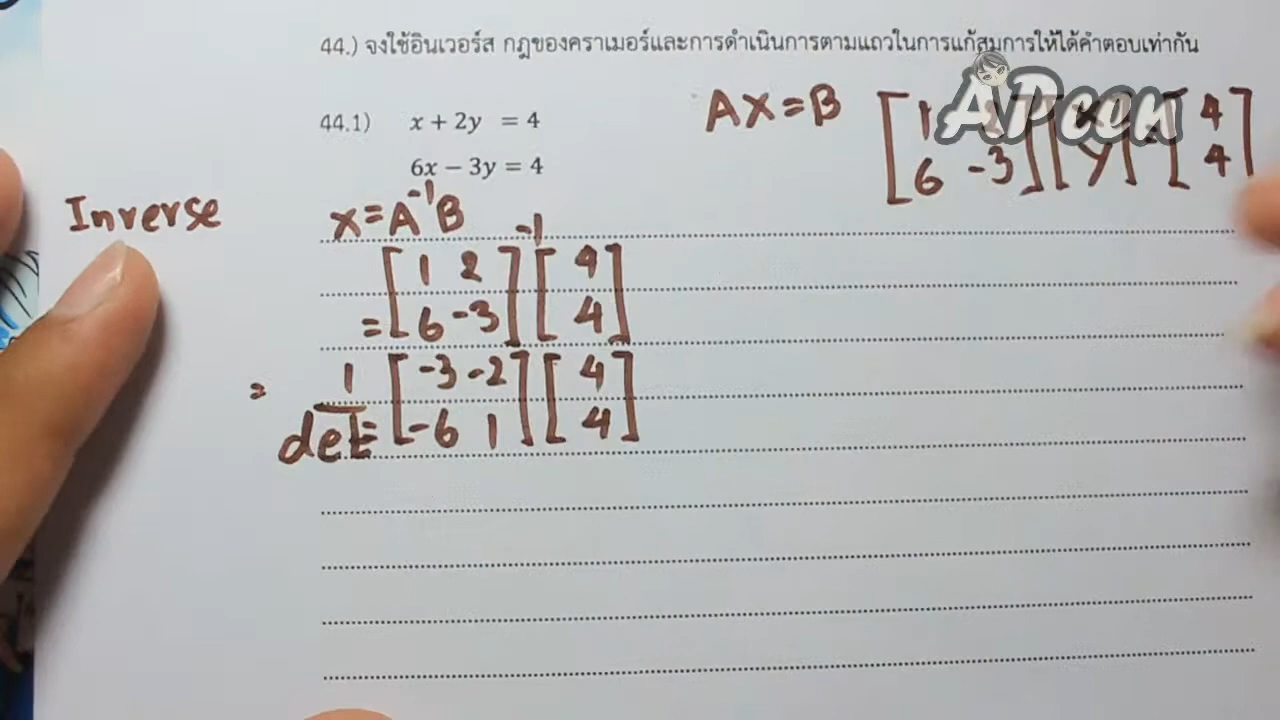 44.) จงใช้อินเวอร์ส กฎของคราเมอร์และการดำเนินการตามแถวในการแก้สมการให้ได้คำตอบเท่ากัน
APeen
44.1) x + 2y = 4
AX = B [1 2] [x] = [4]
6x − 3y = 4
[6 -3] [y] [4]
Inverse x = A⁻¹B
[1 2]⁻¹ [4]
= [6 -3] [4]
= 1 [-3 -2] [4]
det = [-6 1] [4]